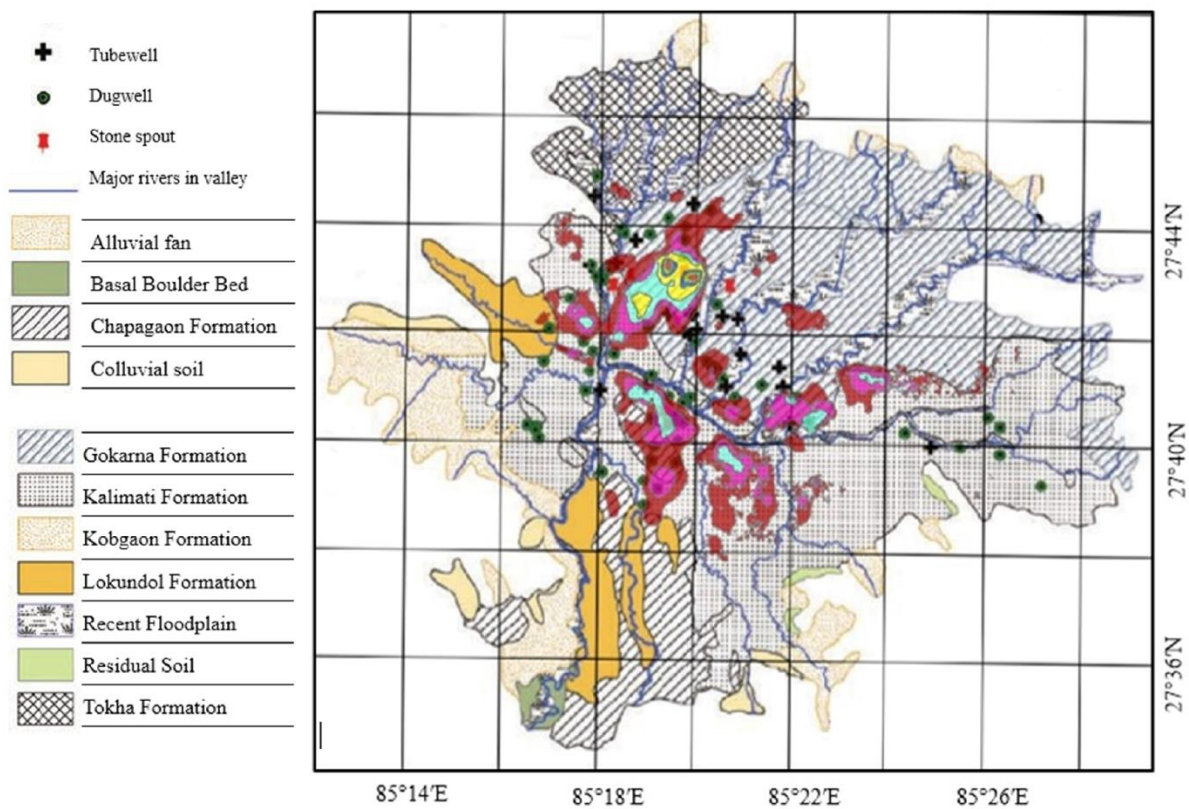 Tubewell
Dugwell
Stone spout
Major rivers in valley
Alluvial fan
Basal Boulder Bed
Chapagaon Formation
Colluvial soil
Gokarna Formation
Kalimati Formation
Kobgaon Formation
Lokundol Formation
Recent Floodplain
Residual Soil
Tokha Formation
27°44′N
27°40′N
27°36′N
85°14′E
85°18′E
85°22′E
85°26′E